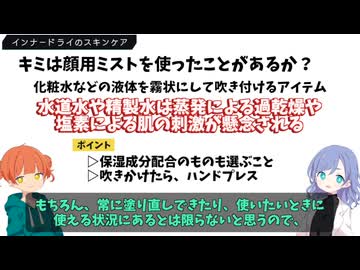 インナードライのスキンケア
キミは顔用ミストを使ったことがあるか？
化粧水などの液体を霧状にして吹き付けるアイテム
水道水や精製水は蒸発による過乾燥や
塩素による肌の刺激が懸念される
ポイント
▷保湿成分配合のものも選ぶこと
▷吹きかけたら、ハンドプレス
もちろん、常に塗り直してきたり、使いたいときに
使える状況にあるとは限らないと思うので、